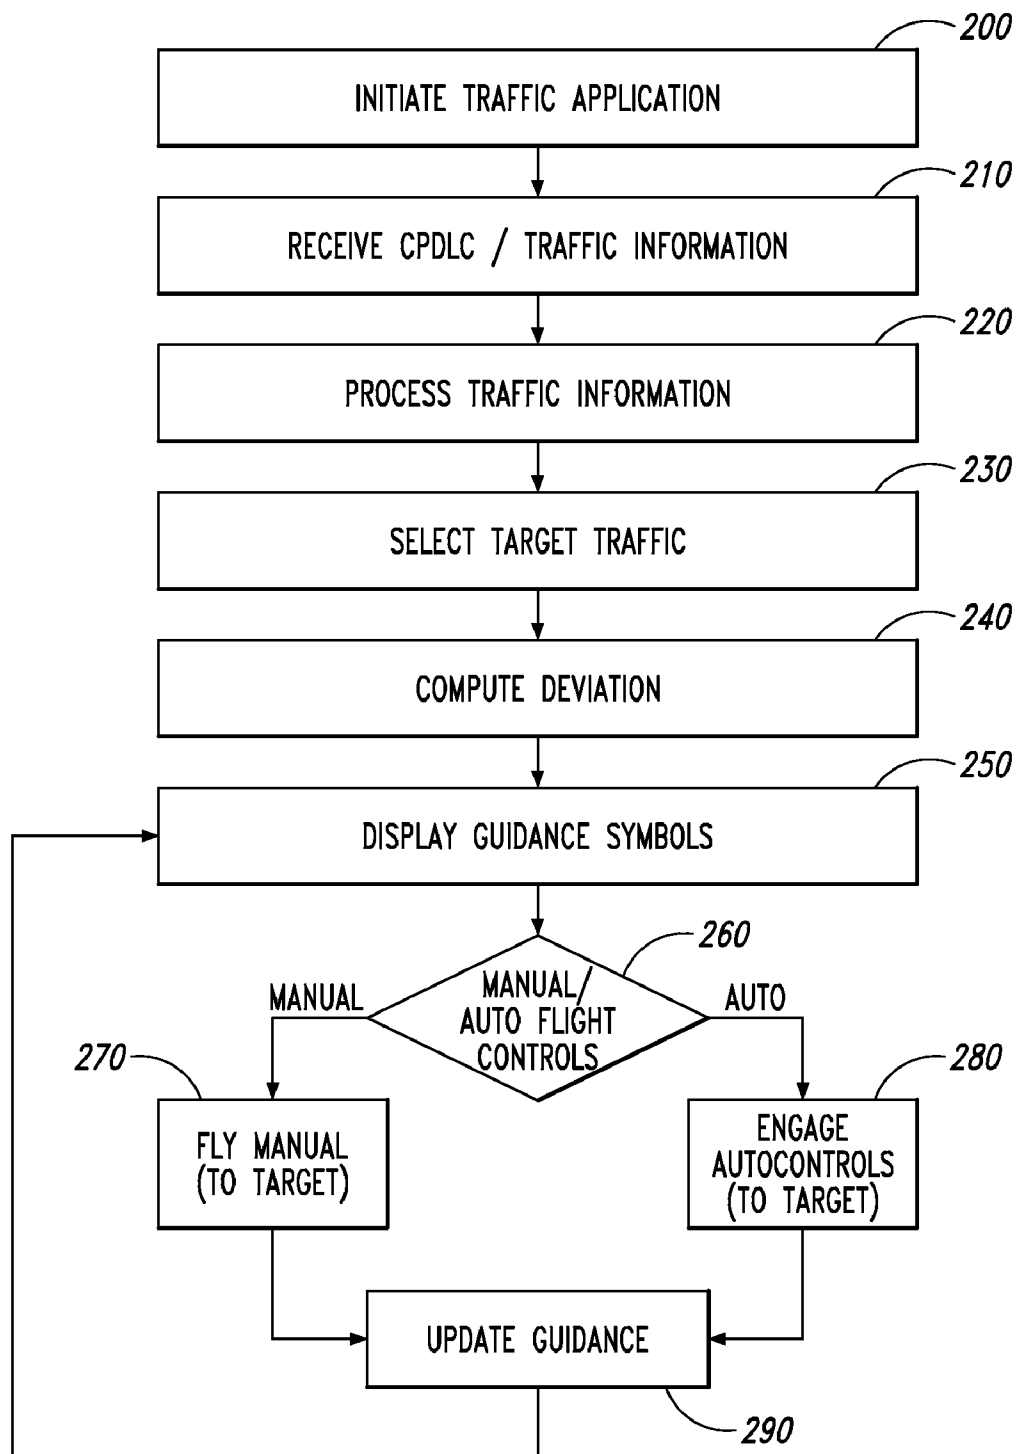 200
INITIATE TRAFFIC APPLICATION
210
RECEIVE CPDLC / TRAFFIC INFORMATION
220
PROCESS TRAFFIC INFORMATION
230
SELECT TARGET TRAFFIC
240
COMPUTE DEVIATION
250
DISPLAY GUIDANCE SYMBOLS
260
MANUAL
MANUAL/
AUTO FLIGHT
CONTROLS
AUTO
270
FLY MANUAL
(TO TARGET)
280
ENGAGE
AUTOCONTROLS
(TO TARGET)
UPDATE GUIDANCE
290